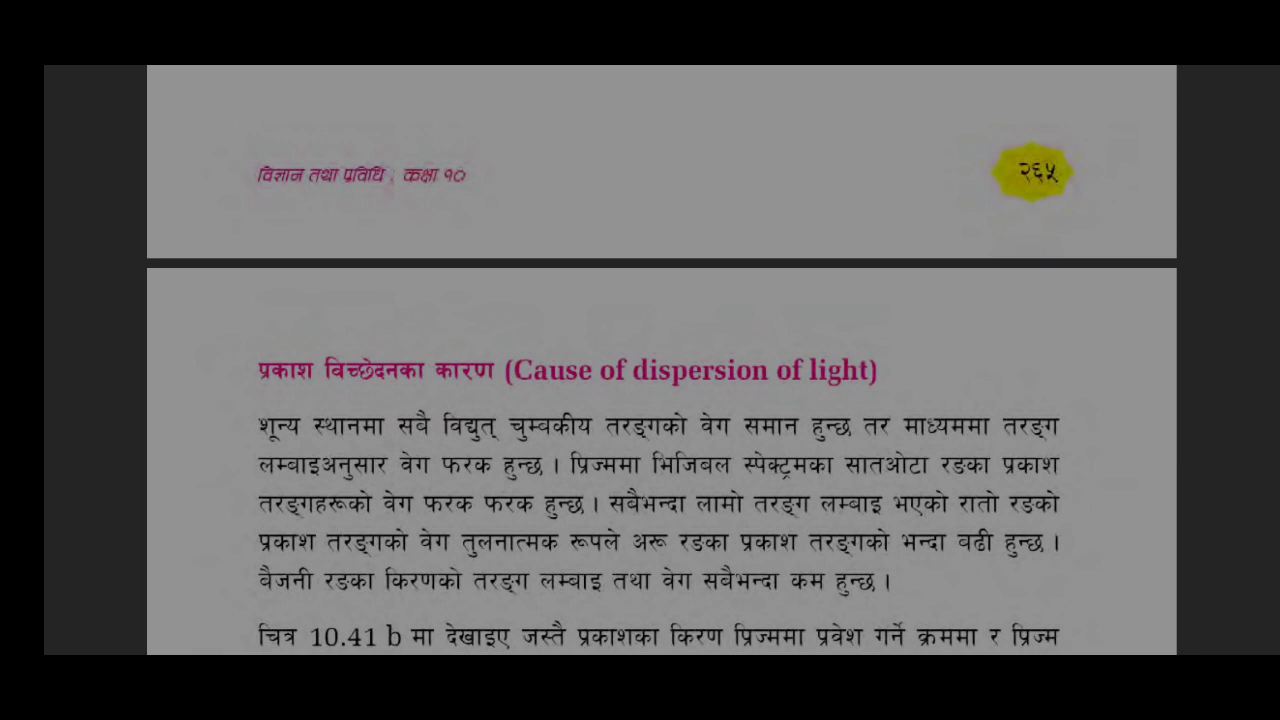 विज्ञान तथा प्रविधि, कक्षा १०
२६५
प्रकाश विच्छेदनका कारण (Cause of dispersion of light)
शून्य स्थानमा सबै विद्युत् चुम्बकीय तरङ्गको वेग समान हुन्छ तर माध्यममा तरङ्ग
लम्बाइअनुसार वेग फरक हुन्छ । प्रिज्ममा भिजिबल स्पेक्ट्रमका सातओटा रङका प्रकाश
तरङ्गहरूको वेग फरक फरक हुन्छ । सबैभन्दा लामो तरङ्ग लम्बाइ भएको रातो रङको
प्रकाश तरङ्गको वेग तुलनात्मक रूपले अरू रङका प्रकाश तरङ्गको भन्दा बढी हुन्छ ।
बैजनी रङका किरणको तरङ्ग लम्बाइ तथा वेग सबैभन्दा कम हुन्छ ।
चित्र 10.41 b मा देखाइए जस्तै प्रकाशका किरण प्रिज्ममा प्रवेश गर्ने क्रममा र प्रिज्म